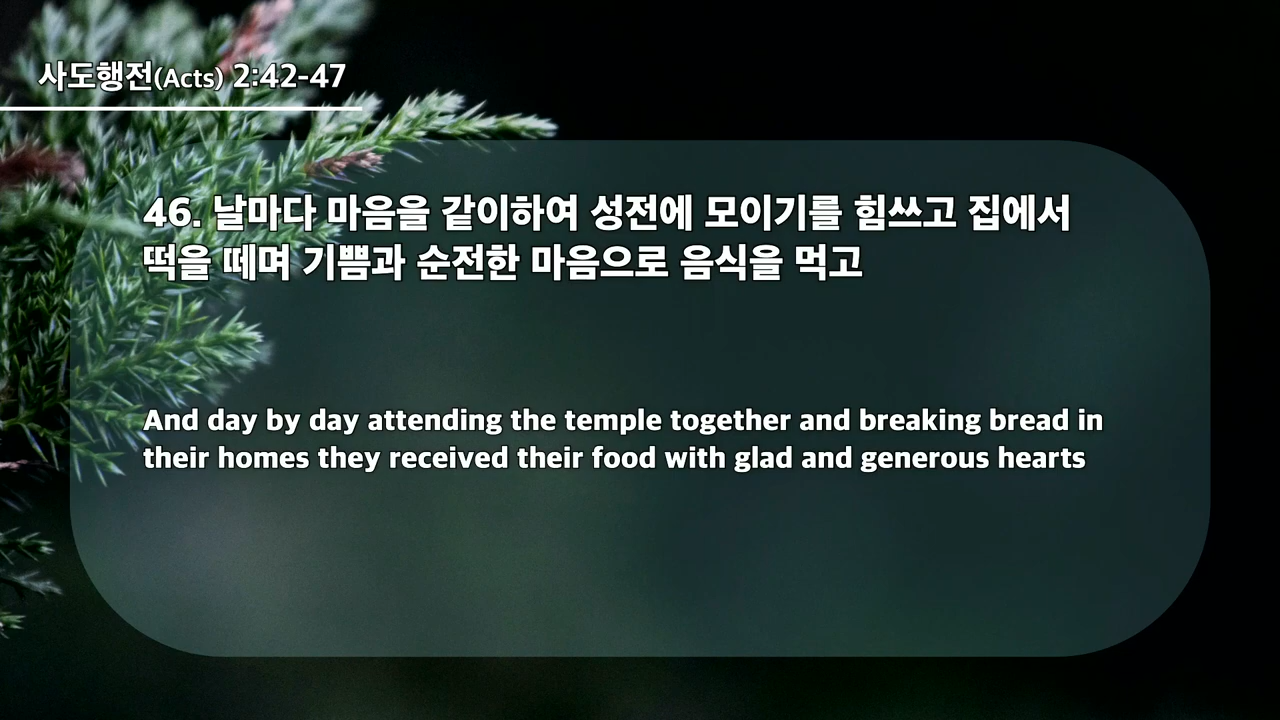 사도행전(Acts) 2:42-47
46. 날마다 마음을 같이하여 성전에 모이기를 힘쓰고 집에서
떡을 떼며 기쁨과 순전한 마음으로 음식을 먹고
And day by day attending the temple together and breaking bread in
their homes they received their food with glad and generous hearts